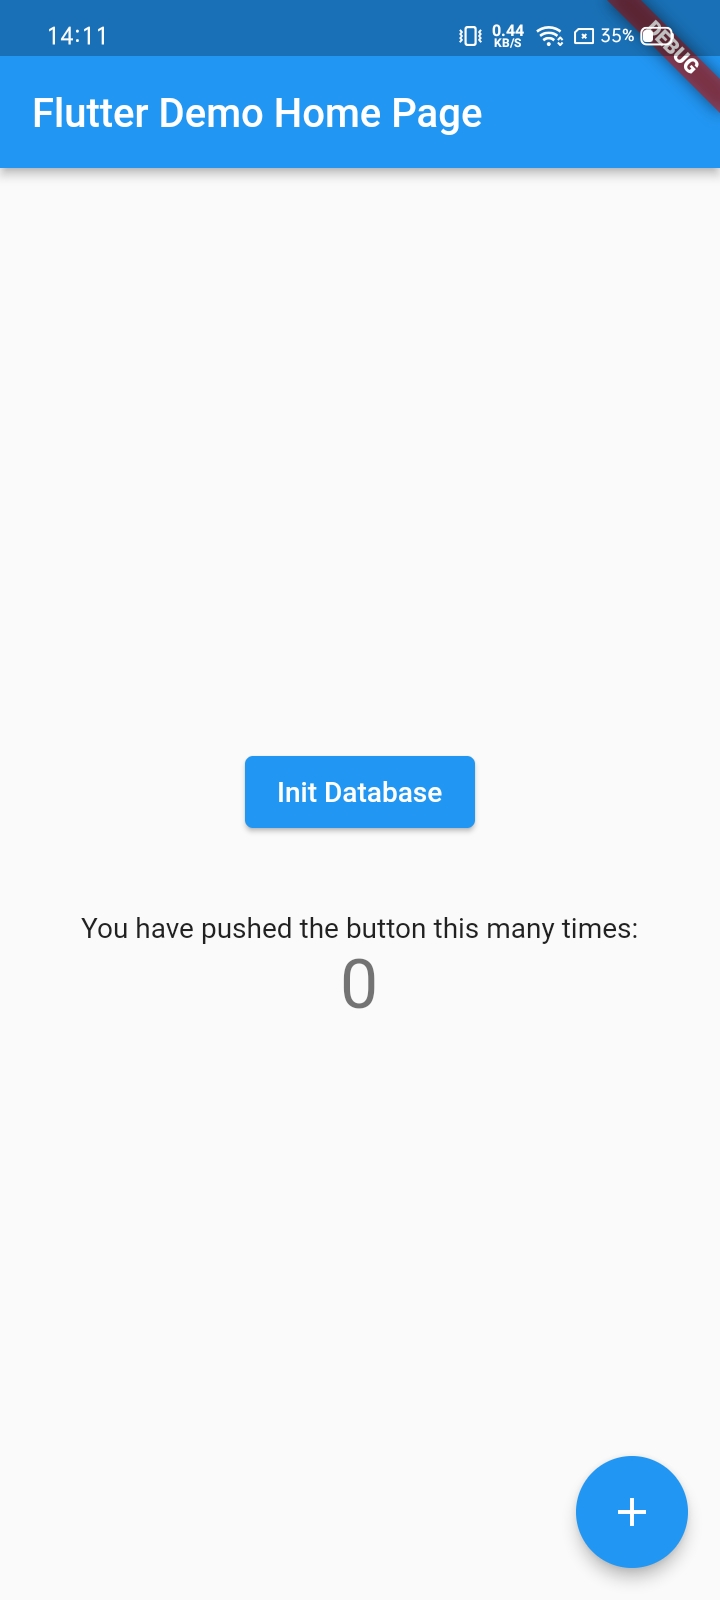 14:11
0.44
KB/S
35%
DEBUG
Flutter Demo Home Page
Init Database
You have pushed the button this many times:
0